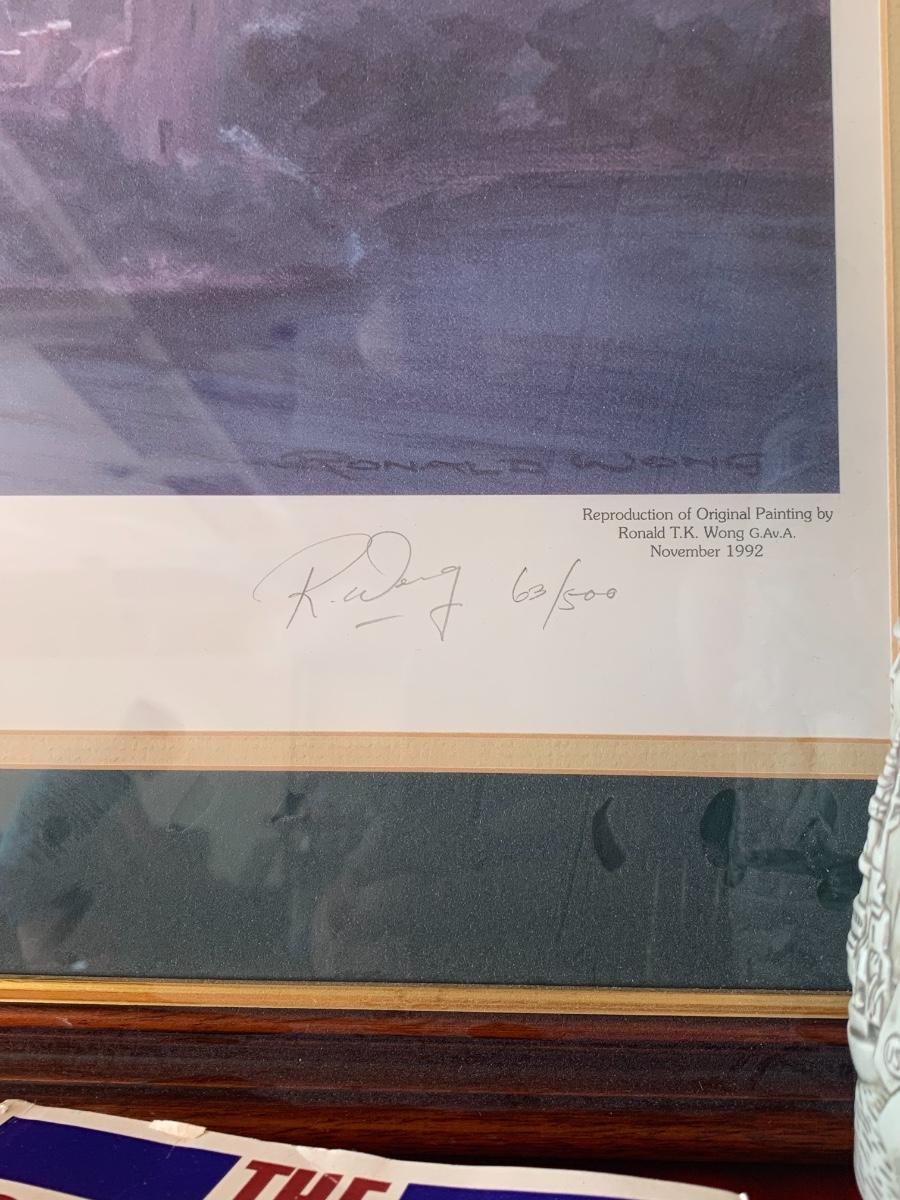 RONALD WONG
Reproduction of Original Painting by
Ronald T.K. Wong G.Av.A.
November 1992
R. Wong 63/500
THE